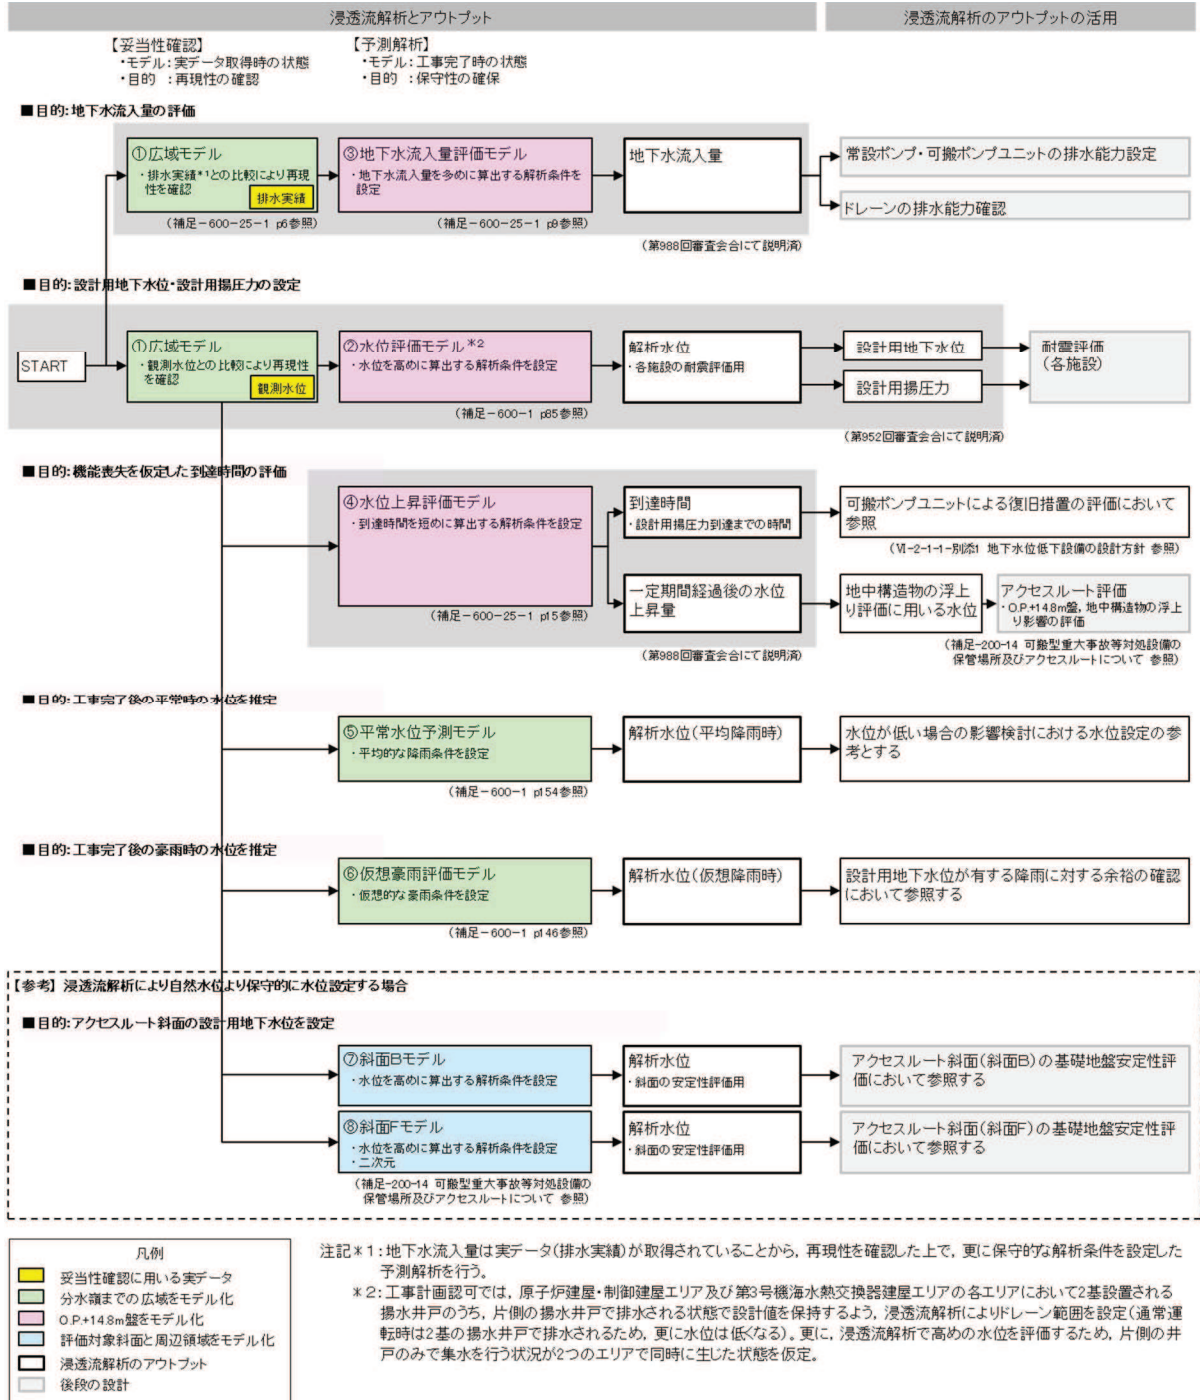 浸透流解析とアウトプット
浸透流解析のアウトプットの活用
【妥当性確認】
・モデル:実データ取得時の状態
・目的 :再現性の確認
【予測解析】
・モデル:工事完了時の状態
・目的 :保守性の確保
■目的:地下水流入量の評価
①広域モデル
・排水実績*1との比較により再現
性を確認
排水実績
(補足-600-25-1 p6参照)
③地下水流入量評価モデル
・地下水流入量を多めに算出する解析条件を
設定
(補足-600-25-1 p9参照)
地下水流入量
(第988回審査会合にて説明済)
常設ポンプ・可搬ポンプユニットの排水能力設定
ドレーンの排水能力確認
■目的:設計用地下水位・設計用揚圧力の設定
START
①広域モデル
・観測水位との比較により再現性
を確認
観測水位
②水位評価モデル*2
・水位を高めに算出する解析条件を設定
(補足-600-1 p85参照)
解析水位
・各施設の耐震評価用
設計用地下水位
設計用揚圧力
(第952回審査会合にて説明済)
耐震評価
(各施設)
■目的:機能喪失を仮定した到達時間の評価
④水位上昇評価モデル
・到達時間を短めに算出する解析条件を設定
(補足-600-25-1 p15参照)
到達時間
・設計用揚圧力到達までの時間
可搬ポンプユニットによる復旧措置の評価において
参照
(Ⅵ-2-1-1-別添1 地下水位低下設備の設計方針 参照)
一定期間経過後の水位
上昇量
(第988回審査会合にて説明済)
地中構造物の浮上
り評価に用いる水位
アクセスルート評価
・O.P.+14.8m盤,地中構造物の浮上
り影響の評価
(補足-200-14 可搬型重大事故等対処設備の
保管場所及びアクセスルートについて 参照)
■目的:工事完了後の平常時の水位を推定
⑤平常水位予測モデル
・平均的な降雨条件を設定
(補足-600-1 p154参照)
解析水位(平均降雨時)
水位が低い場合の影響検討における水位設定の参
考とする
■目的:工事完了後の豪雨時の水位を推定
⑥仮想豪雨評価モデル
・仮想的な豪雨条件を設定
(補足-600-1 p146参照)
解析水位(仮想降雨時)
設計用地下水位が有する降雨に対する余裕の確認
において参照する
【参考】浸透流解析により自然水位より保守的に水位設定する場合
■目的:アクセスルート斜面の設計用地下水位を設定
⑦斜面Bモデル
・水位を高めに算出する解析条件を設定
解析水位
・斜面の安定性評価用
アクセスルート斜面(斜面B)の基礎地盤安定性評
価において参照する
⑧斜面Fモデル
・水位を高めに算出する解析条件を設定
・二次元
(補足-200-14 可搬型重大事故等対処設備の
保管場所及びアクセスルートについて 参照)
解析水位
・斜面の安定性評価用
アクセスルート斜面(斜面F)の基礎地盤安定性評
価において参照する
凡例
妥当性確認に用いる実データ
分水嶺までの広域をモデル化
O.P.+14.8m盤をモデル化
評価対象斜面と周辺領域をモデル化
浸透流解析のアウトプット
後段の設計
注記*1:地下水流入量は実データ(排水実績)が取得されていることから,再現性を確認した上で,更に保守的な解析条件を設定した
予測解析を行う。
*2:工事計画認可では,原子炉建屋・制御建屋エリア及び第3号機海水熱交換器建屋エリアの各エリアにおいて2基設置される
揚水井戸のうち,片側の揚水井戸で排水される状態で設計値を保持するよう,浸透流解析によりドレーン範囲を設定(通常運
転時は2基の揚水井戸で排水されるため,更に水位は低くなる)。更に,浸透流解析で高めの水位を評価するため,片側の井
戸のみで集水を行う状況が2つのエリアで同時に生じた状態を仮定。